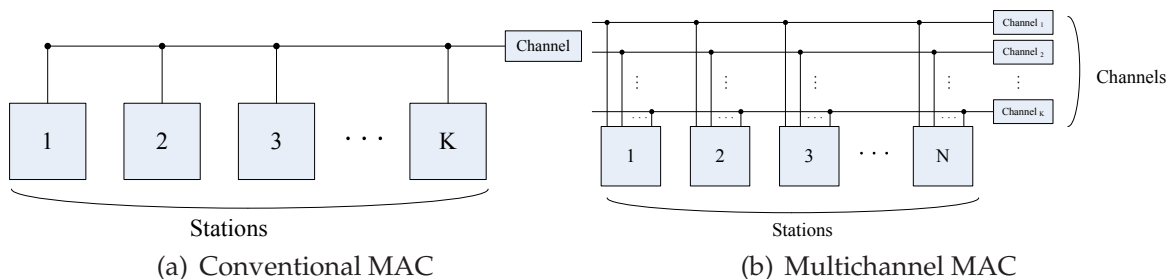 Channel
1 2 3 · · · K
Stations
(a) Conventional MAC
Channel 1
Channel 2
⋮ ⋮ ⋮ ⋮ ⋮
Channel K
Channels
... ... ... ...
1 2 3 · · · N
Stations
(b) Multichannel MAC